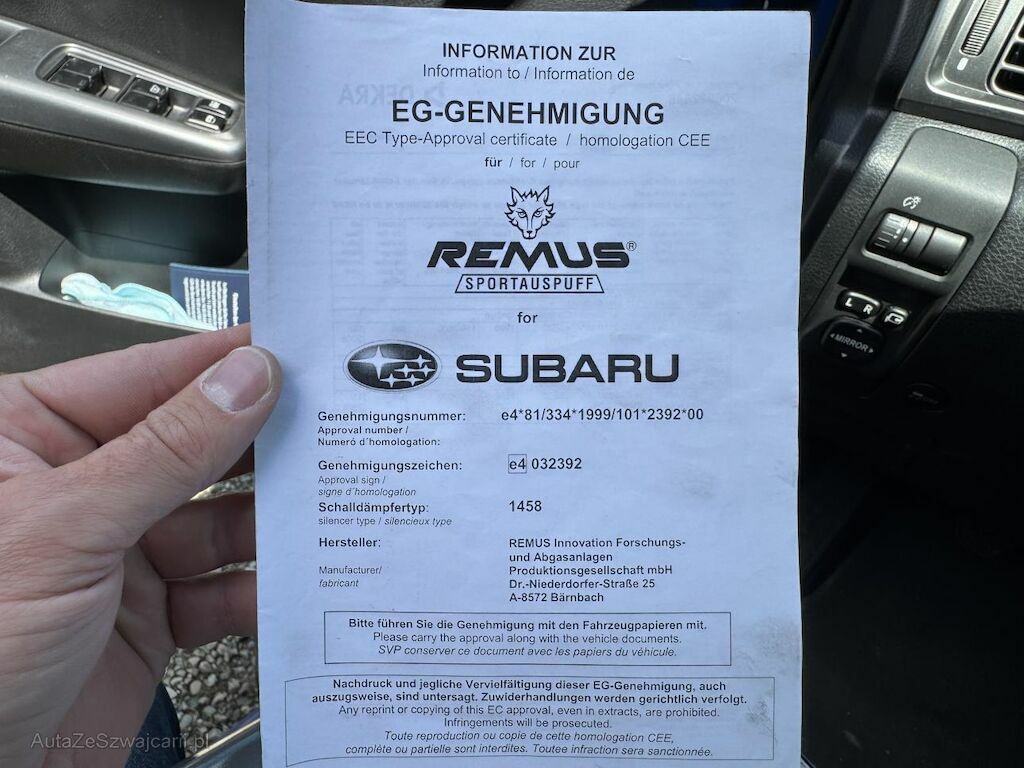 INFORMATION ZUR
Information to / Information de
DEKRA
EG-GENEHMIGUNG
EEC Type-Approval certificate / homologation CEE
für / for / pour
REMUS®
SPORTAUSPUFF
for
SUBARU
Genehmigungsnummer: e4*81/334*1999/101*2392*00
Approval number /
Numeró d´homologation:
Genehmigungszeichen: e4 032392
Approval sign /
signe d´homologation
Schalldämpfertyp: 1458
silencer type / silencieux type
Hersteller: REMUS Innovation Forschungs-
und Abgasanlagen
Manufacturer/ Produktionsgesellschaft mbH
fabricant Dr.-Niederdorfer-Straße 25
A-8572 Bärnbach
Bitte führen Sie die Genehmigung mit den Fahrzeugpapieren mit.
Please carry the approval along with the vehicle documents.
SVP conserver ce document avec les papiers du véhicule.
Nachdruck und jegliche Vervielfältigung dieser EG-Genehmigung, auch
auszugsweise, sind untersagt. Zuwiderhandlungen werden gerichtlich verfolgt.
Any reprint or copying of this EC approval, even in extracts, are prohibited.
Infringements will be prosecuted.
Toute reproduction ou copie de cette homologation CEE,
complète ou partielle sont interdites. Toutee infraction sera sanctionnée.
L R
MIRROR
AutaZeSzwajcarii.pl